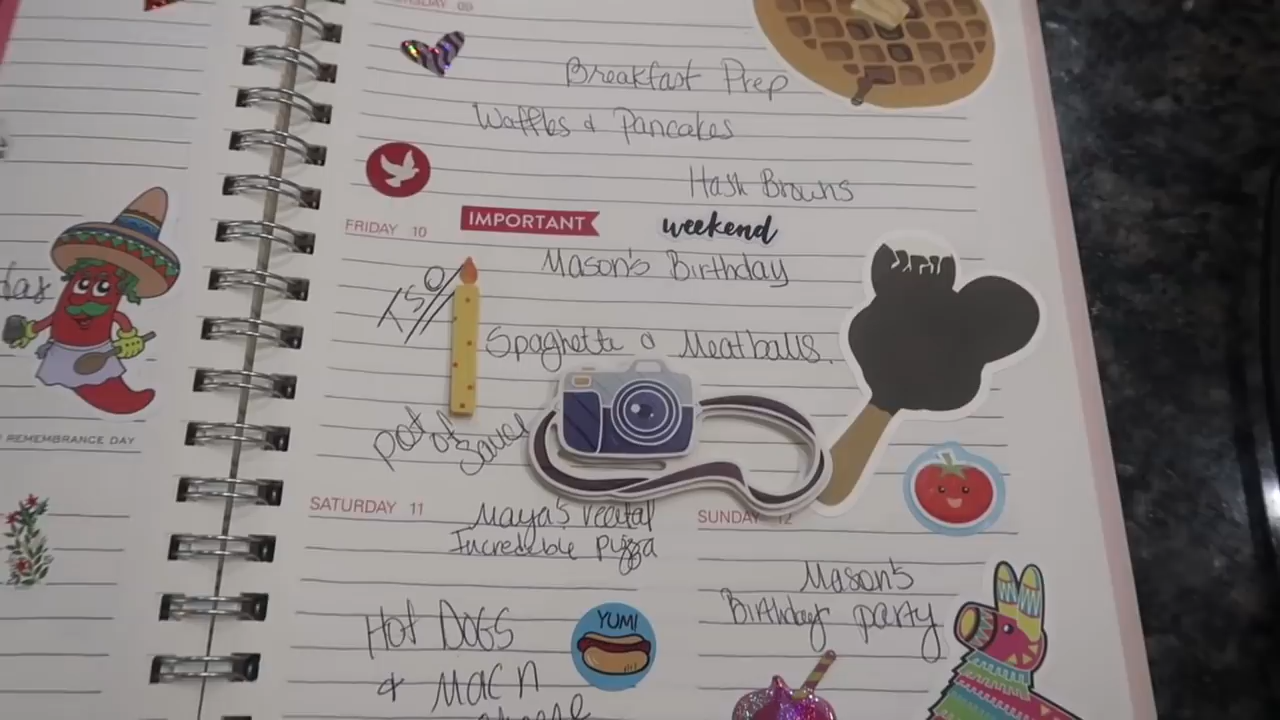 Breakfast Prep
Waffles & Pancakes
Hash Browns
FRIDAY 10
IMPORTANT
weekend
Mason's Birthday
Spaghetti & Meatballs.
pot of
sauce
REMEMBRANCE DAY
SATURDAY 11
Maya's recital
Incredible pizza
SUNDAY 12
Mason's
Birthday party
Hot DOGS
YUM!
& Mac n
cheese